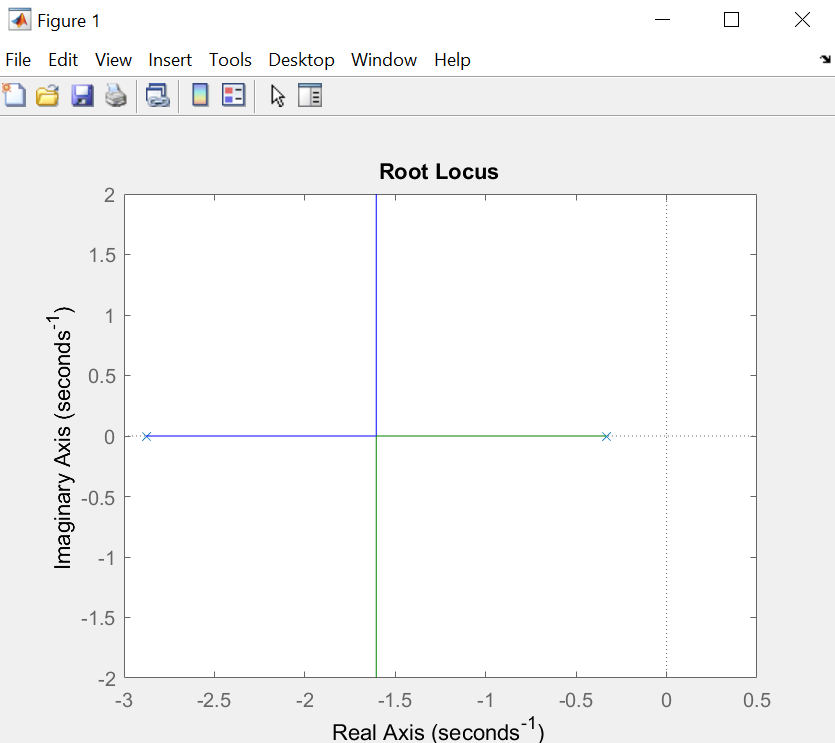 Figure 1
File Edit View Insert Tools Desktop Window Help
Root Locus
2
1.5
1
0.5
0
-0.5
-1
-1.5
-2
Imaginary Axis (seconds⁻¹)
-3 -2.5 -2 -1.5 -1 -0.5 0 0.5
Real Axis (seconds⁻¹)